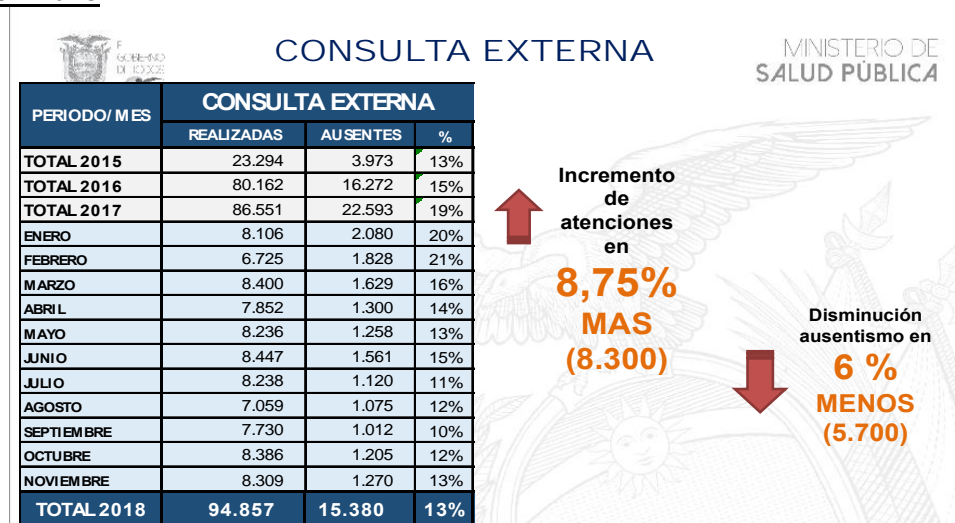 CONSULTA EXTERNA
MINISTERIO DE
SALUD PÚBLICA
PERIODO/MES CONSULTA EXTERNA
REALIZADAS AUSENTES %
TOTAL 2015 23.294 3.973 13%
TOTAL 2016 80.162 16.272 15%
TOTAL 2017 86.551 22.593 19%
ENERO 8.106 2.080 20%
FEBRERO 6.725 1.828 21%
MARZO 8.400 1.629 16%
ABRIL 7.852 1.300 14%
MAYO 8.236 1.258 13%
JUNIO 8.447 1.561 15%
JULIO 8.238 1.120 11%
AGOSTO 7.059 1.075 12%
SEPTIEMBRE 7.730 1.012 10%
OCTUBRE 8.386 1.205 12%
NOVIEMBRE 8.309 1.270 13%
TOTAL 2018 94.857 15.380 13%
Incremento
de
atenciones
en
8,75%
MAS
(8.300)
Disminución
ausentismo en
6 %
MENOS
(5.700)